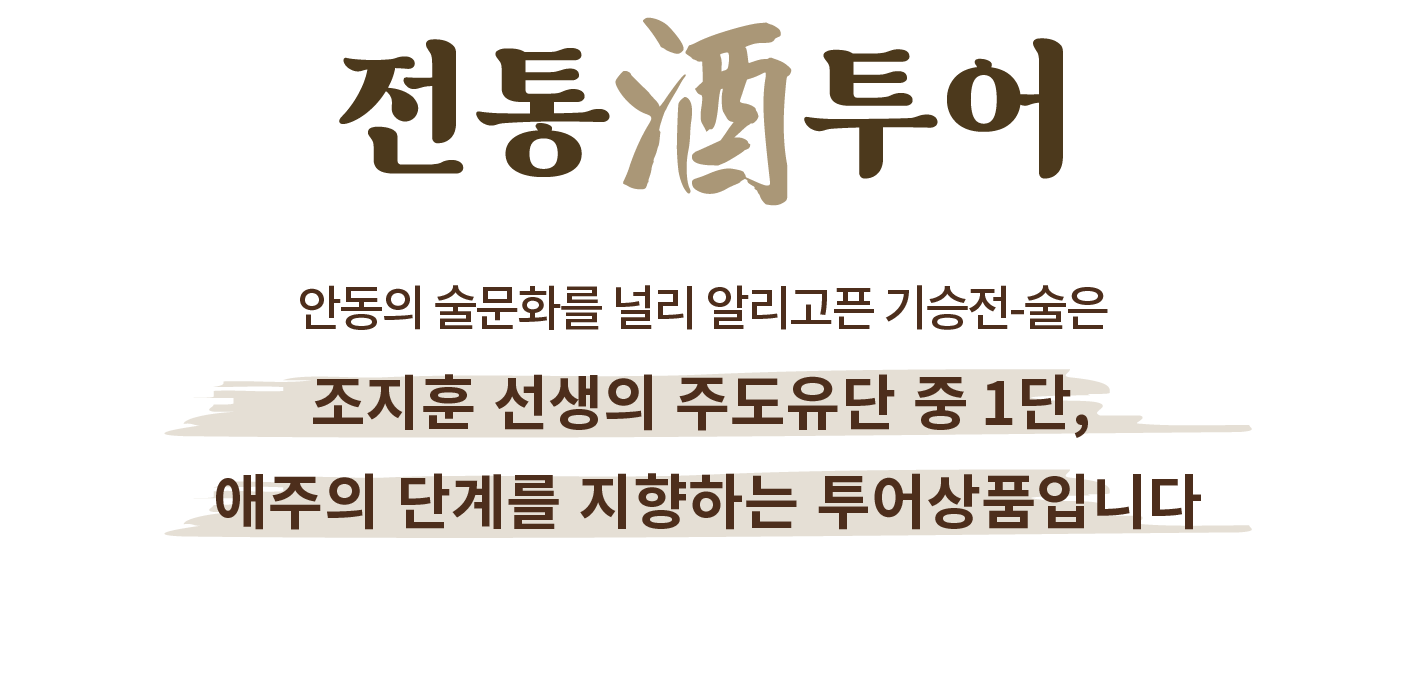 전통酒투어
안동의 술문화를 널리 알리고픈 기승전-술은
조지훈 선생의 주도유단 중 1단,
애주의 단계를 지향하는 투어상품입니다